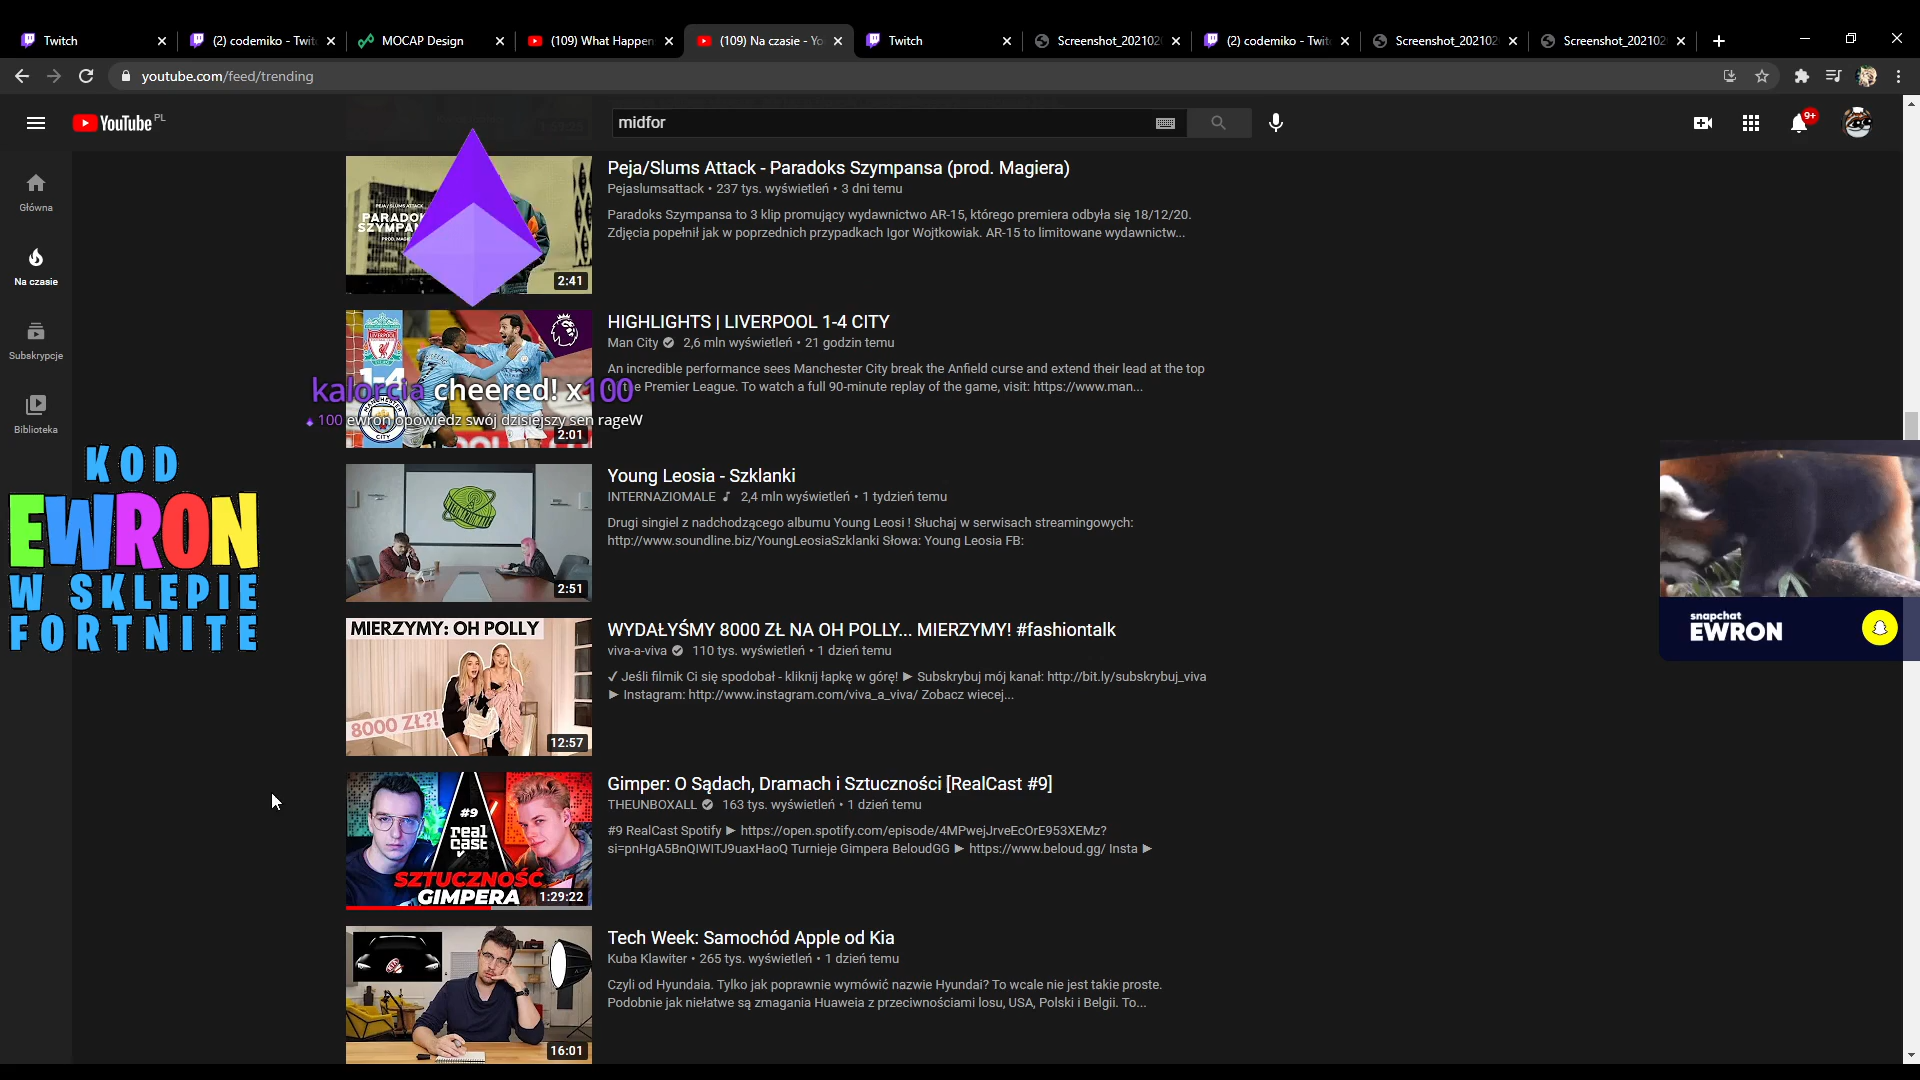 Twitch
(2) codemiko - Twit
MOCAP Design
(109) What Happen
(109) Na czasie - Yo
Twitch
Screenshot_202102
(2) codemiko - Twit
Screenshot_202102
Screenshot_202102
youtube.com/feed/trending
YouTube PL
midfor
9+
Główna
Na czasie
Subskrypcje
Biblioteka
KOD
EWRON
W SKLEPIE
FORTNITE
PEJA/SLUMS ATTACK
2:41
Peja/Slums Attack - Paradoks Szympansa (prod. Magiera)
Pejaslumsattack • 237 tys. wyświetleń • 3 dni temu
Paradoks Szympansa to 3 klip promujący wydawnictwo AR-15, którego premiera odbyła się 18/12/20.
Zdjęcia popełnił jak w poprzednich przypadkach Igor Wojtkowiak. AR-15 to limitowane wydawnictw...
HIGHLIGHTS | LIVERPOOL 1-4 CITY
Man City 2,6 mln wyświetleń • 21 godzin temu
An incredible performance sees Manchester City break the Anfield curse and extend their lead at the top
Premier League. To watch a full 90-minute replay of the game, visit: https://www.man...
kalorcia cheered! x100
100 ewron opowiedz swój dzisiejszy sen rageW
2:01
2:51
Young Leosia - Szklanki
INTERNAZIOMALE ♪ 2,4 mln wyświetleń • 1 tydzień temu
Drugi singiel z nadchodzącego albumu Young Leosi ! Słuchaj w serwisach streamingowych:
http://www.soundline.biz/YoungLeosiaSzklanki Słowa: Young Leosia FB:
MIERZYMY: OH POLLY
8000 ZŁ?!
12:57
WYDAŁYŚMY 8000 ZŁ NA OH POLLY... MIERZYMY! #fashiontalk
viva-a-viva 110 tys. wyświetleń • 1 dzień temu
✓ Jeśli filmik Ci się spodobał - kliknij łapkę w górę! ► Subskrybuj mój kanał: http://bit.ly/subskrybuj_viva
► Instagram: http://www.instagram.com/viva_a_viva/ Zobacz wiecej...
#9
real
cast
SZTUCZNOŚĆ
GIMPERA
1:29:22
Gimper: O Sądach, Dramach i Sztuczności [RealCast #9]
THEUNBOXALL 163 tys. wyświetleń • 1 dzień temu
#9 RealCast Spotify ► https://open.spotify.com/episode/4MPwejJrveEcOrE953XEMz?
si=pnHgA5BnQIWITJ9uaxHaoQ Turnieje Gimpera BeloudGG ► https://www.beloud.gg/ Insta ►
16:01
Tech Week: Samochód Apple od Kia
Kuba Klawiter • 265 tys. wyświetleń • 1 dzień temu
Czyli od Hyundaia. Tylko jak poprawnie wymówić nazwie Hyundai? To wcale nie jest takie proste.
Podobnie jak niełatwe są zmagania Huaweia z przeciwnościami losu, USA, Polski i Belgii. To...
snapchat
EWRON